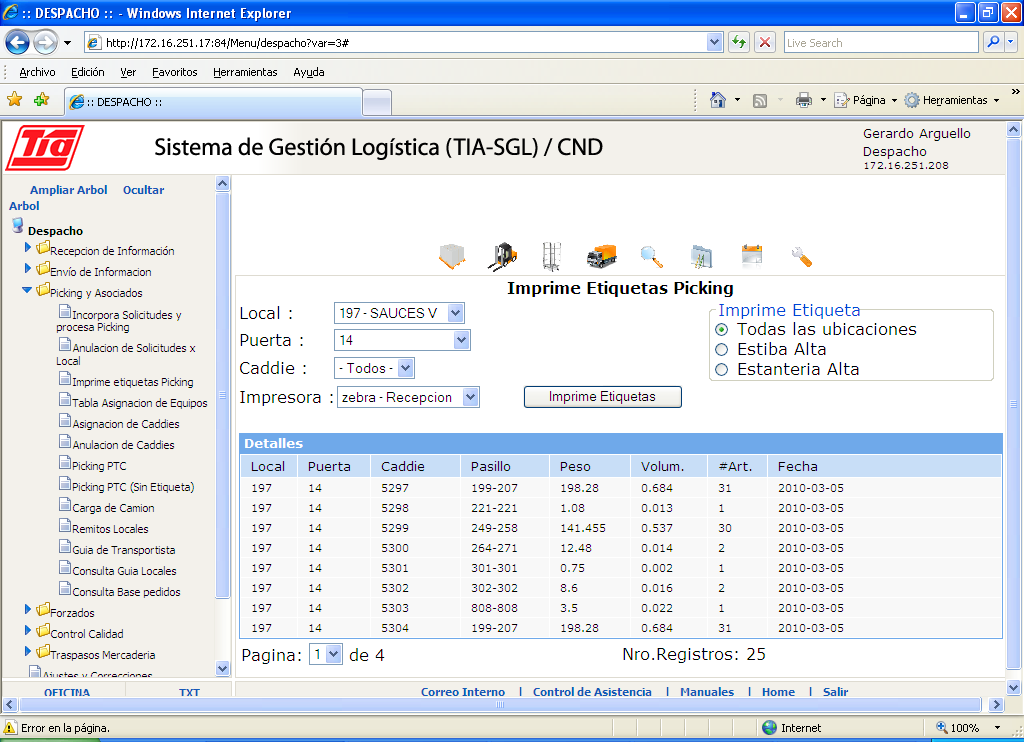 :: DESPACHO :: - Windows Internet Explorer
http://172.16.251.17:84/Menu/despacho?var=3#
Live Search
Archivo Edición Ver Favoritos Herramientas Ayuda
:: DESPACHO ::
Página Herramientas
Tia
Sistema de Gestión Logística (TIA-SGL) / CND
Gerardo Arguello
Despacho
172.16.251.208
Ampliar Arbol Ocultar
Arbol
Despacho
Recepcion de Información
Envío de Informacion
Picking y Asociados
Incorpora Solicitudes y
procesa Picking
Anulacion de Solicitudes x
Local
Imprime etiquetas Picking
Tabla Asignacion de Equipos
Asignacion de Caddies
Anulacion de Caddies
Picking PTC
Picking PTC (Sin Etiqueta)
Carga de Camion
Remitos Locales
Guia de Transportista
Consulta Guia Locales
Consulta Base pedidos
Forzados
Control Calidad
Traspasos Mercaderia
Ajustes y Correcciones
OFICINA TXT
Imprime Etiquetas Picking
Local : 197 - SAUCES V
Puerta : 14
Caddie : - Todos -
Impresora : zebra - Recepcion
Imprime Etiquetas
Imprime Etiqueta
Todas las ubicaciones
Estiba Alta
Estanteria Alta
Detalles
Local Puerta Caddie Pasillo Peso Volum. #Art. Fecha
197 14 5297 199-207 198.28 0.684 31 2010-03-05
197 14 5298 221-221 1.08 0.013 1 2010-03-05
197 14 5299 249-258 141.455 0.537 30 2010-03-05
197 14 5300 264-271 12.48 0.014 2 2010-03-05
197 14 5301 301-301 0.75 0.002 1 2010-03-05
197 14 5302 302-302 8.6 0.016 2 2010-03-05
197 14 5303 808-808 3.5 0.022 1 2010-03-05
197 14 5304 199-207 198.28 0.684 31 2010-03-05
Pagina: 1 de 4 Nro.Registros: 25
Correo Interno | Control de Asistencia | Manuales | Home | Salir
Error en la página. Internet 100%